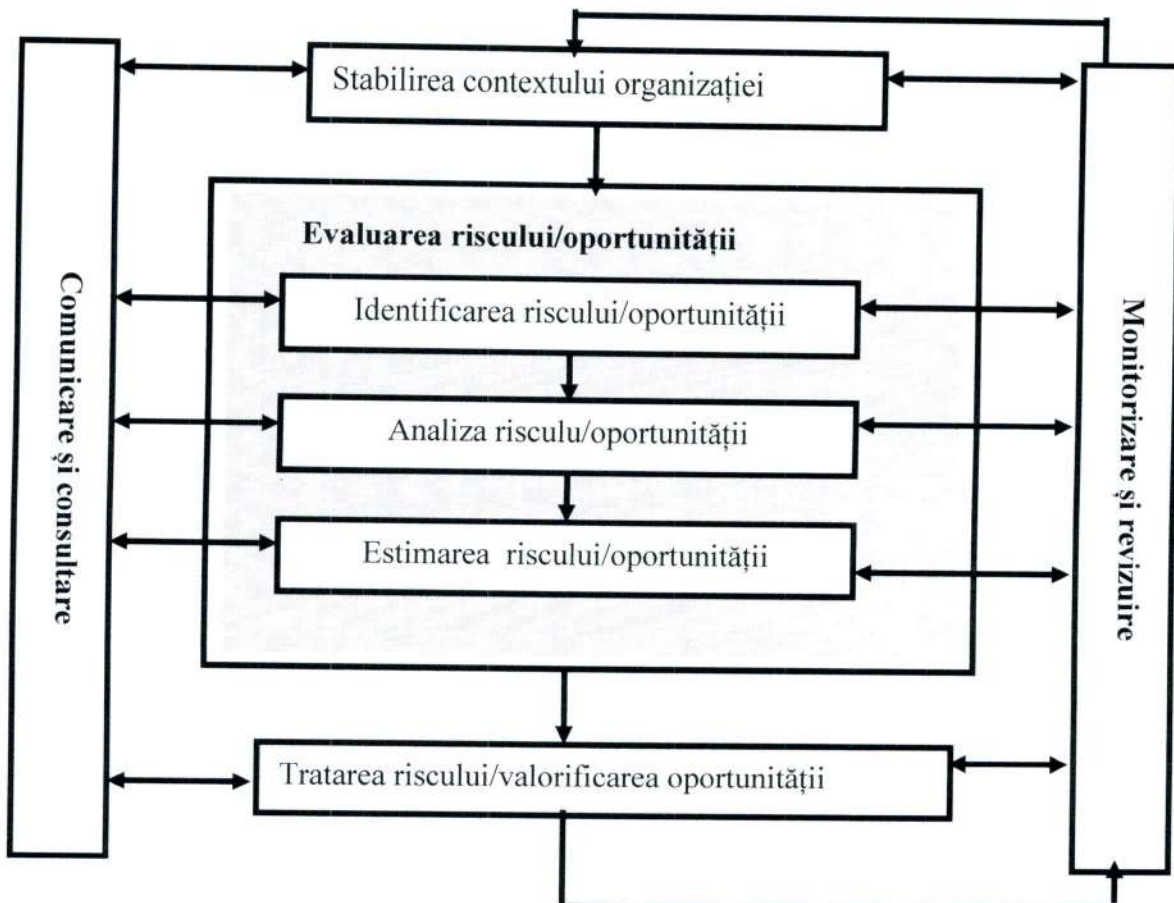 Stabilirea contextului organizației
Evaluarea riscului/oportunității
Identificarea riscului/oportunității
Analiza risculu/oportunității
Estimarea riscului/oportunității
Tratarea riscului/valorificarea oportunității
Comunicare și consultare
Monitorizare și revizuire